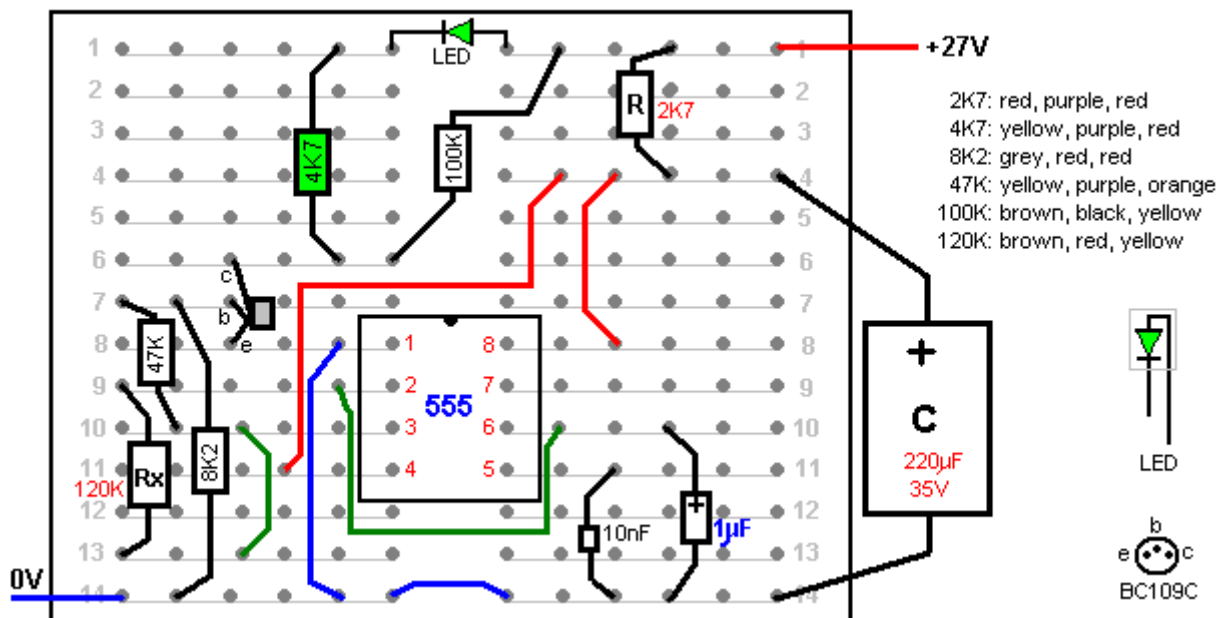 1 LED 1 +27V
2 R 2K7 2
2K7: red, purple, red
3 4K7 100K 3
4K7: yellow, purple, red
4 4
8K2: grey, red, red
5 5
47K: yellow, purple, orange
100K: brown, black, yellow
6 6
120K: brown, red, yellow
c
7 b 7
8 47K e 1 8 8 +
9 2 555 7 9
10 3 6 10 C
11 Rx 8K2 4 5 11 220µF LED
120K 35V
12 10nF + 1µF 12
13 13 b
e c
0V 14 14 BC109C